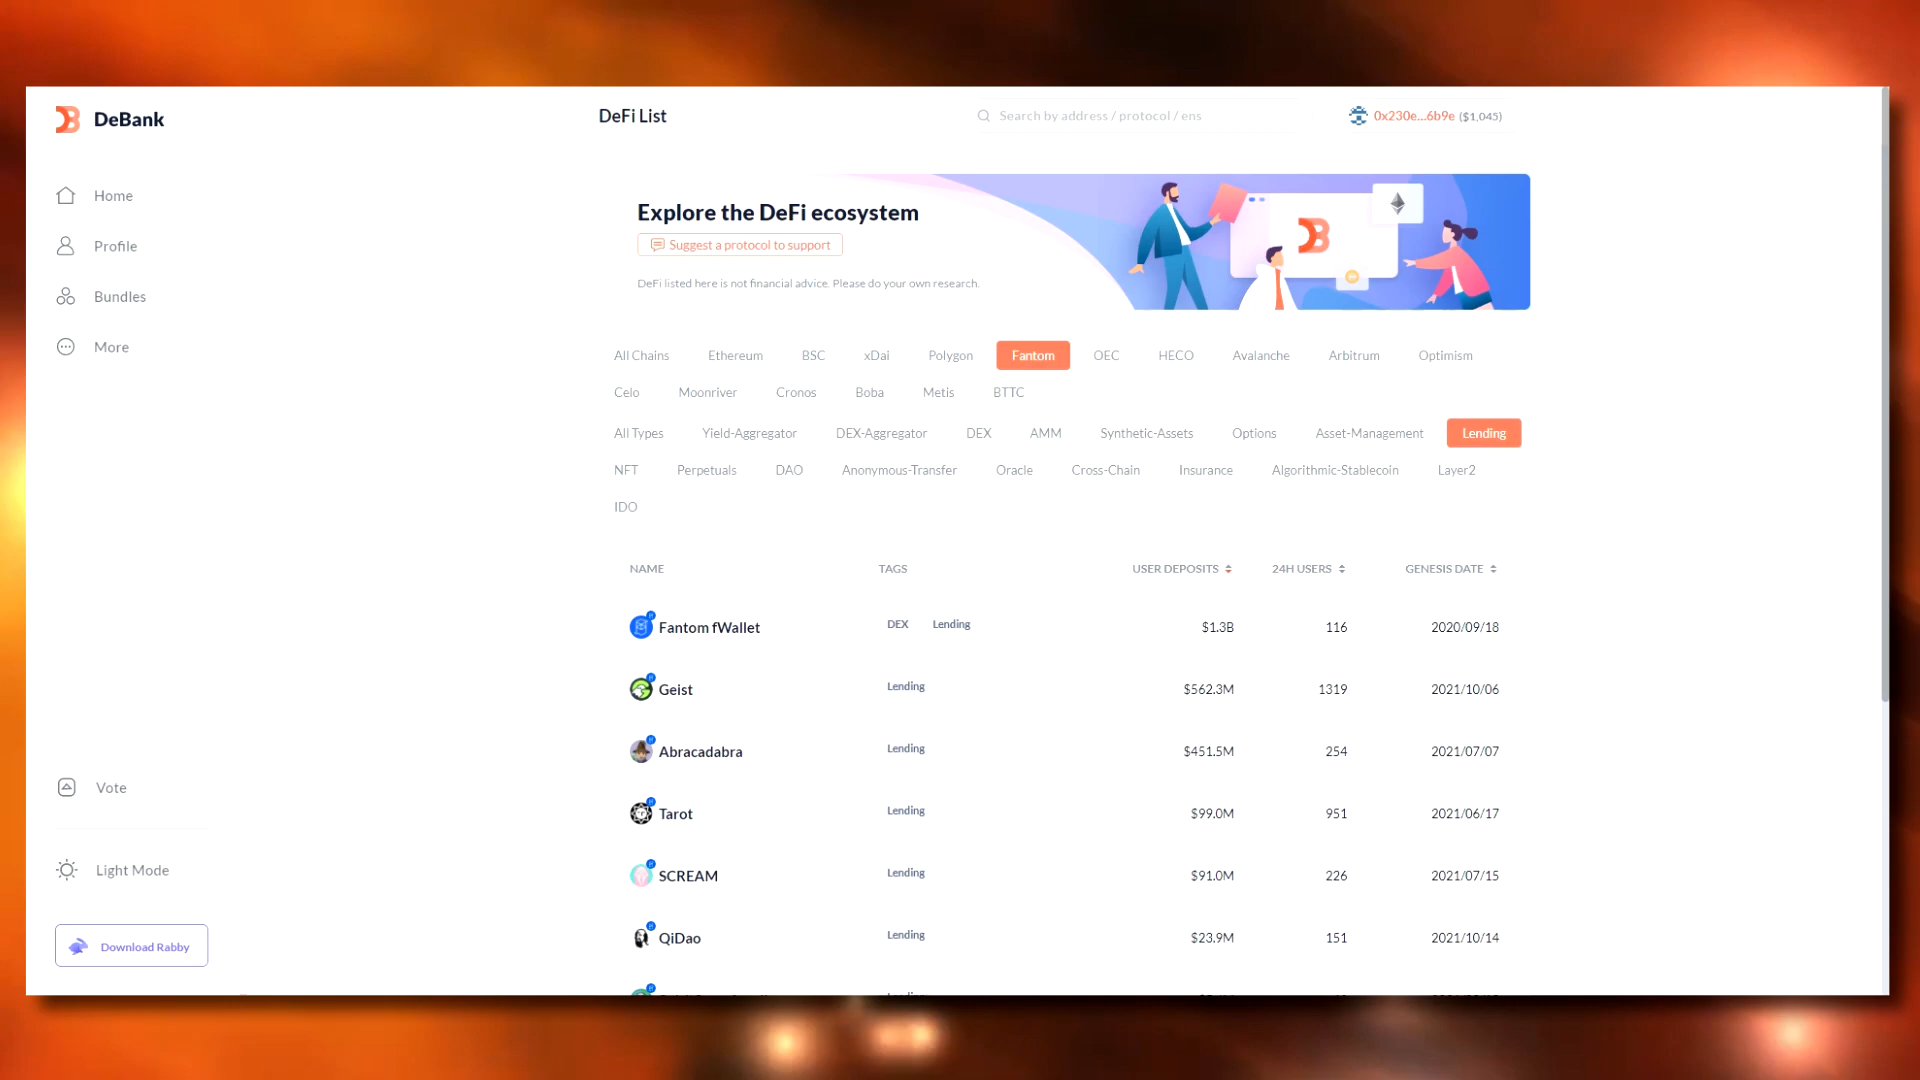 DeBank
DeFi List
Search by address / protocol / ens
0x230e...6b9e ($1,045)
Home
Profile
Bundles
More
Explore the DeFi ecosystem
Suggest a protocol to support
DeFi listed here is not financial advice. Please do your own research.
All Chains Ethereum BSC xDai Polygon Fantom OEC HECO Avalanche Arbitrum Optimism
Celo Moonriver Cronos Boba Metis BTTC
All Types Yield-Aggregator DEX-Aggregator DEX AMM Synthetic-Assets Options Asset-Management Lending
NFT Perpetuals DAO Anonymous-Transfer Oracle Cross-Chain Insurance Algorithmic-Stablecoin Layer2
IDO
NAME TAGS USER DEPOSITS 24H USERS GENESIS DATE
Fantom fWallet DEX Lending $1.3B 116 2020/09/18
Geist Lending $562.3M 1319 2021/10/06
Abracadabra Lending $451.5M 254 2021/07/07
Tarot Lending $99.0M 951 2021/06/17
SCREAM Lending $91.0M 226 2021/07/15
QiDao Lending $23.9M 151 2021/10/14
Vote
Light Mode
Download Rabby